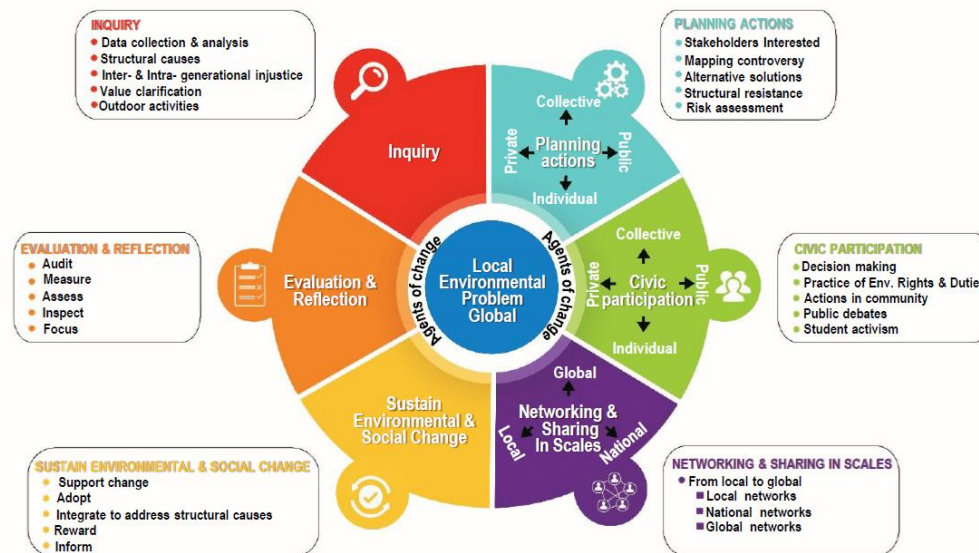 INQUIRY
Data collection & analysis
Structural causes
Inter- & Intra- generational injustice
Value clarification
Outdoor activities
PLANNING ACTIONS
Stakeholders Interested
Mapping controversy
Alternative solutions
Structural resistance
Risk assessment
Inquiry
Collective
Private
Planning
actions
Public
Individual
EVALUATION & REFLECTION
Audit
Measure
Assess
Inspect
Focus
Evaluation &
Reflection
Agents of change
Local
Environmental
Problem
Global
Agents of change
Collective
Private
Civic
participation
Public
Individual
CIVIC PARTICIPATION
Decision making
Practice of Env. Rights & Dutie
Actions in community
Public debates
Student activism
Sustain
Environmental &
Social Change
Global
Networking &
Sharing
In Scales
Local
National
SUSTAIN ENVIRONMENTAL & SOCIAL CHANGE
Support change
Adopt
Integrate to address structural causes
Reward
Inform
NETWORKING & SHARING IN SCALES
From local to global
Local networks
National networks
Global networks